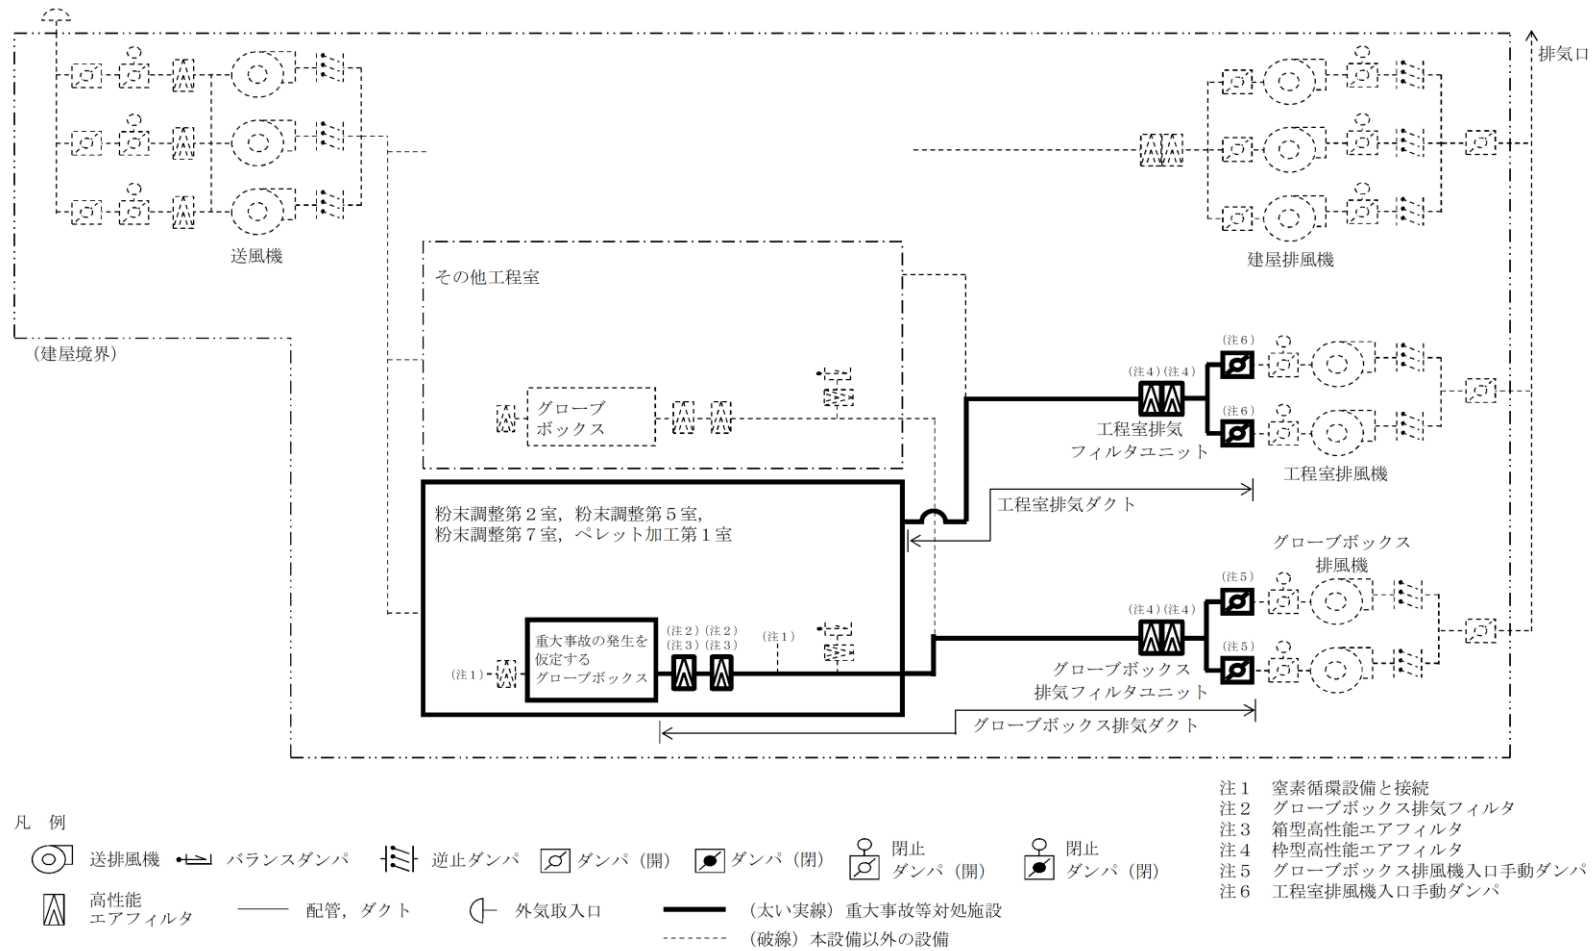 排気口
送風機
建屋排風機
(建屋境界)
その他工程室
グローブ
ボックス
(注4)(注4)
(注6)
(注6)
工程室排気
フィルタユニット
工程室排風機
工程室排気ダクト
粉末調整第2室，粉末調整第5室，
粉末調整第7室，ペレット加工第1室
グローブボックス
排風機
(注1)
重大事故の発生を
仮定する
グローブボックス
(注2)(注2)
(注3)(注3)
(注1)
(注4)(注4)
(注5)
(注5)
グローブボックス
排気フィルタユニット
グローブボックス排気ダクト
注1 窒素循環設備と接続
注2 グローブボックス排気フィルタ
注3 箱型高性能エアフィルタ
注4 枠型高性能エアフィルタ
注5 グローブボックス排風機入口手動ダンパ
注6 工程室排風機入口手動ダンパ
凡 例
送排風機
バランスダンパ
逆止ダンパ
ダンパ（開）
ダンパ（閉）
閉止
ダンパ（開）
閉止
ダンパ（閉）
高性能
エアフィルタ
配管，ダクト
外気取入口
（太い実線）重大事故等対処施設
（破線）本設備以外の設備